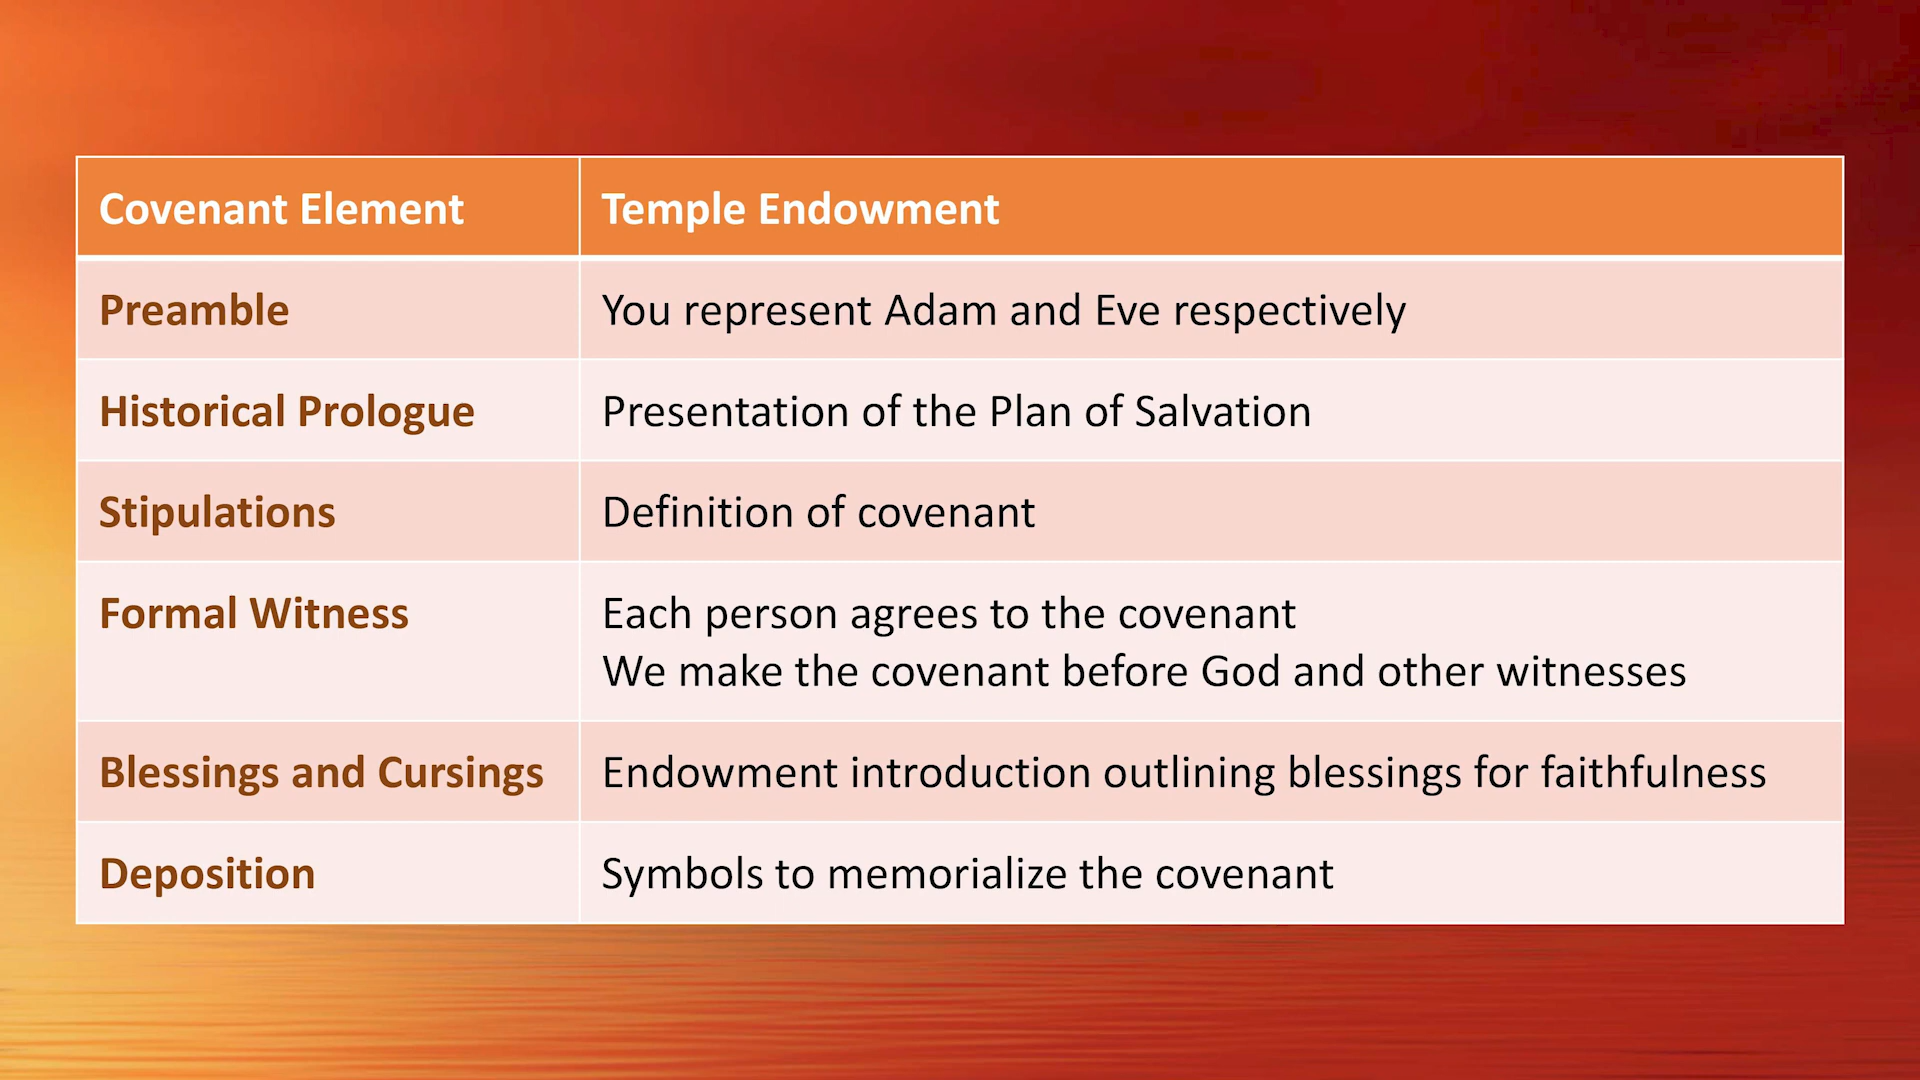 Covenant Element Temple Endowment
Preamble You represent Adam and Eve respectively
Historical Prologue Presentation of the Plan of Salvation
Stipulations Definition of covenant
Formal Witness Each person agrees to the covenant
We make the covenant before God and other witnesses
Blessings and Cursings Endowment introduction outlining blessings for faithfulness
Deposition Symbols to memorialize the covenant